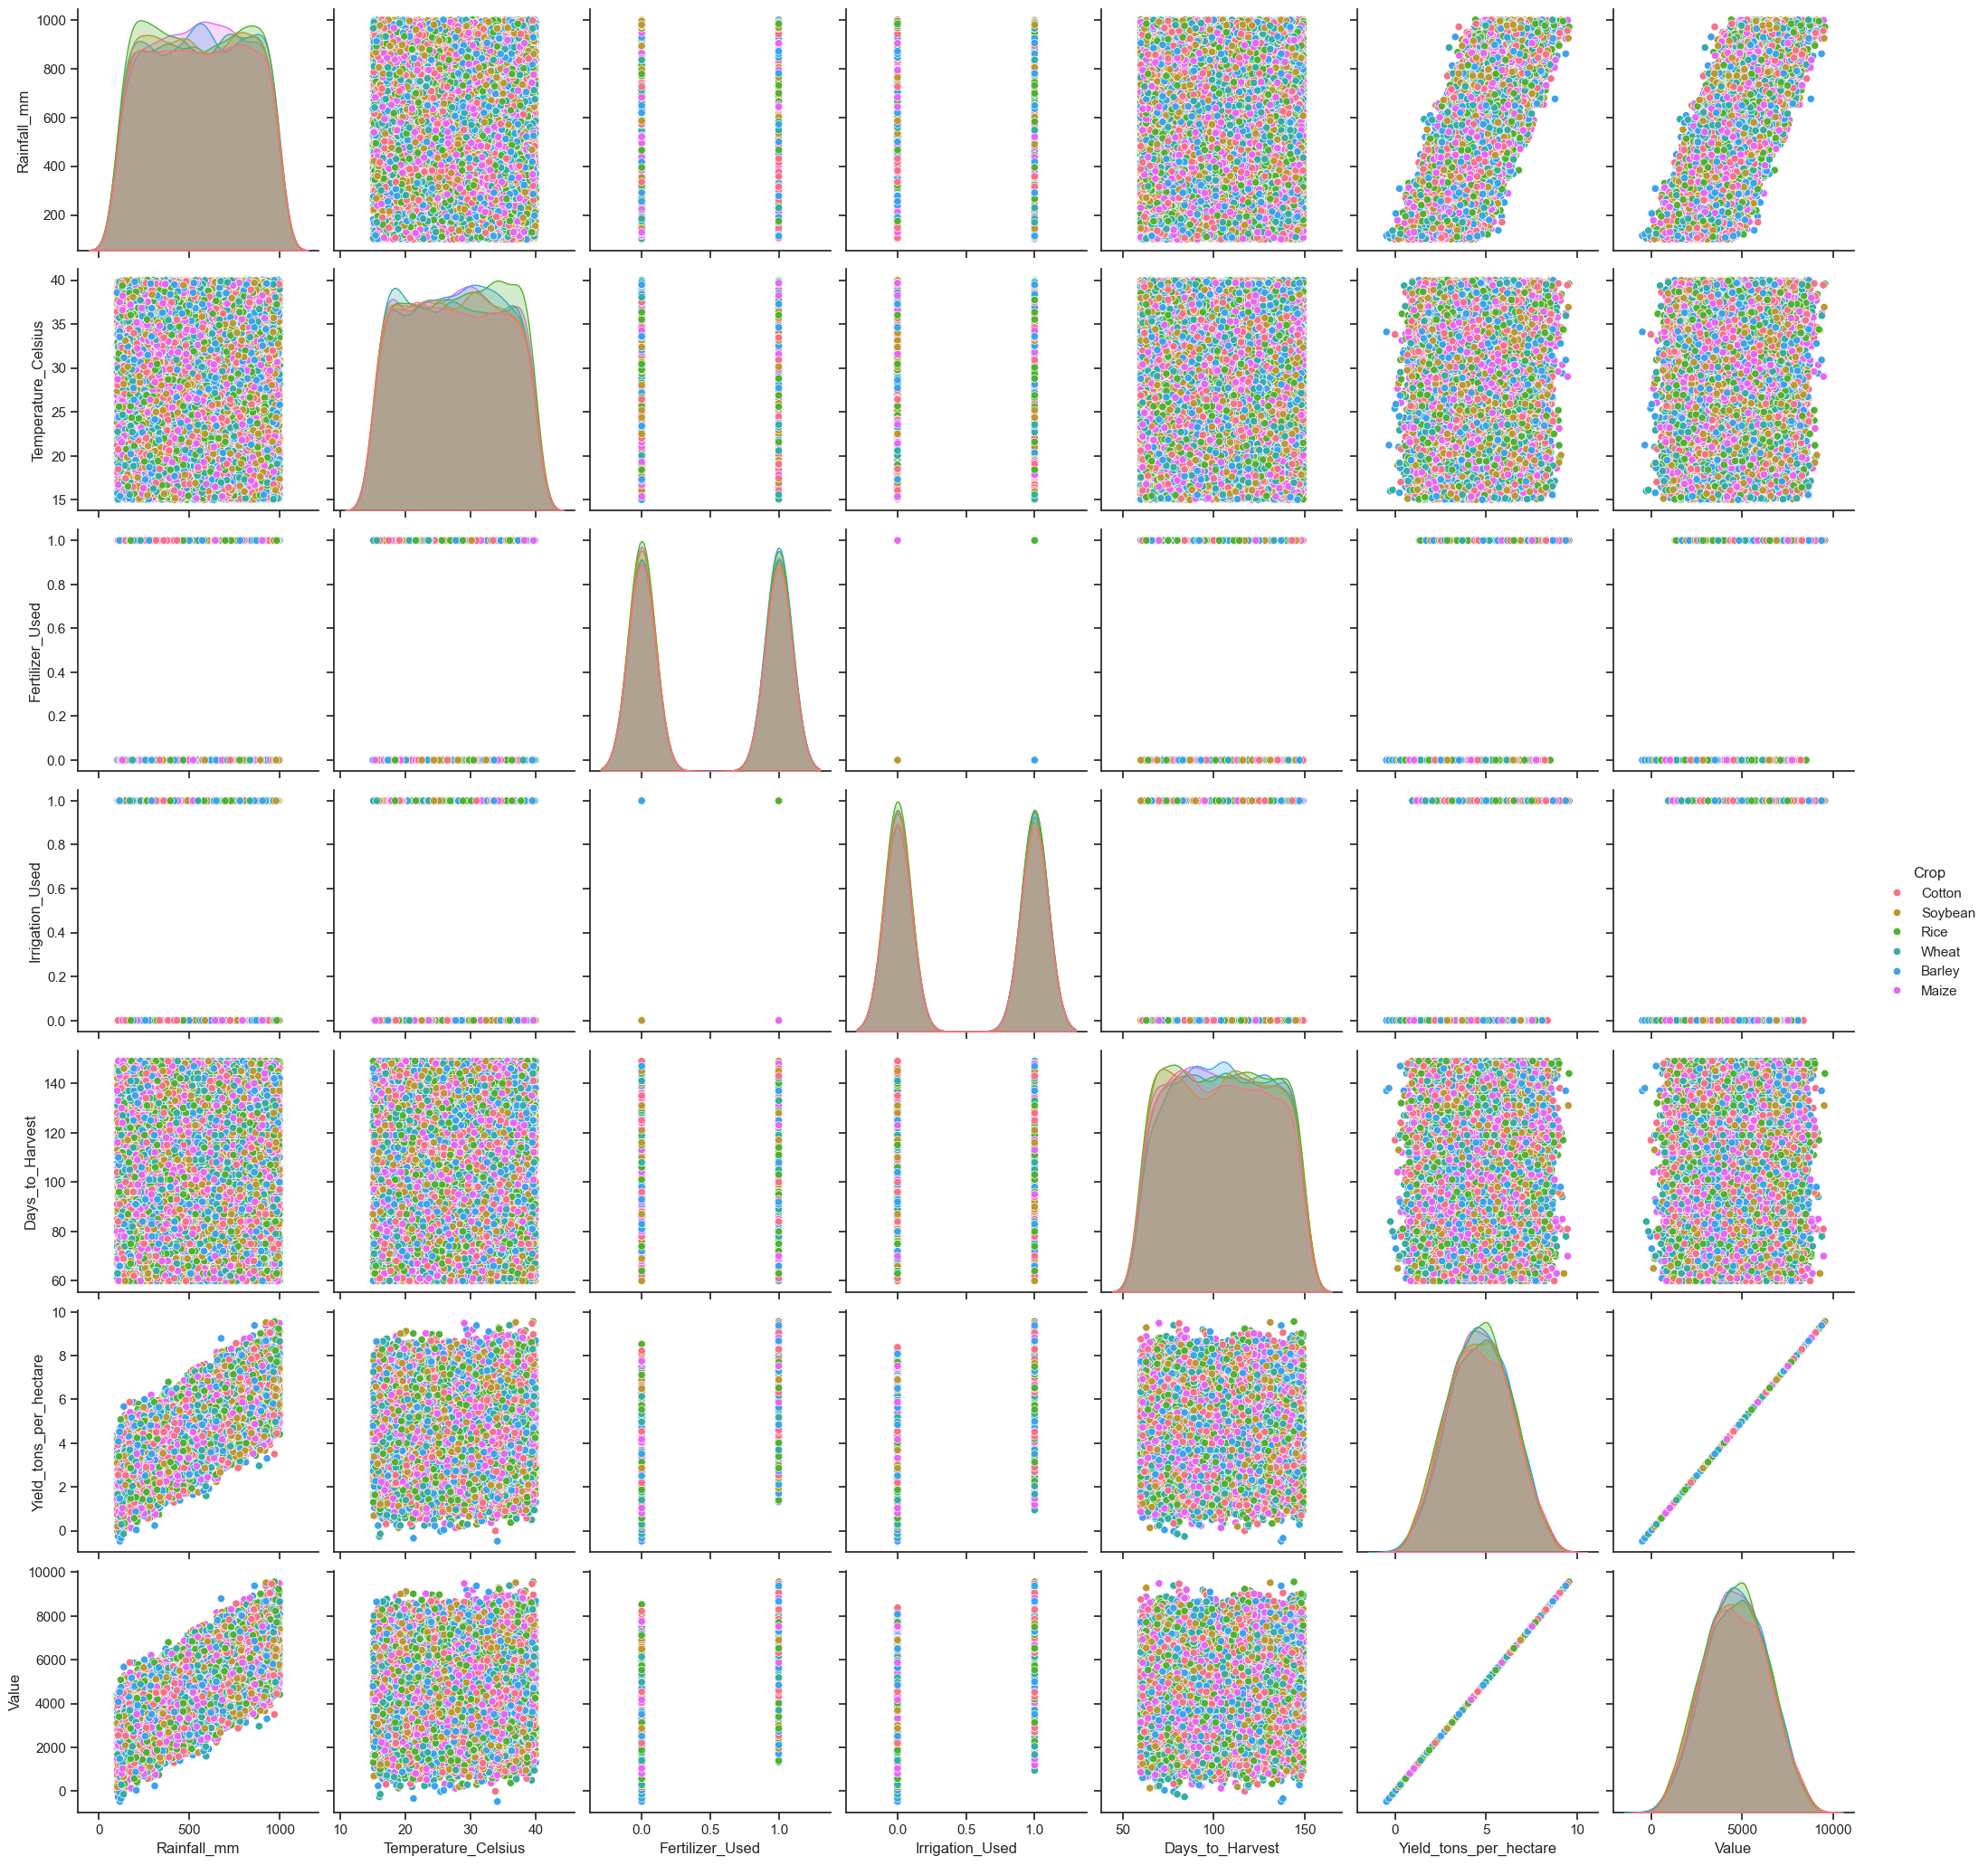 1000
800
600
400
200
Rainfall_mm
40
35
30
25
20
15
Temperature_Celsius
1.0
0.8
0.6
0.4
0.2
0.0
Fertilizer_Used
1.0
0.8
0.6
0.4
0.2
0.0
Irrigation_Used
Crop
Cotton
Soybean
Rice
Wheat
Barley
Maize
140
120
100
80
60
Days_to_Harvest
10
8
6
4
2
0
Yield_tons_per_hectare
10000
8000
6000
4000
2000
0
Value
0 500 1000 10 20 30 40 0.0 0.5 1.0 0.0 0.5 1.0 50 100 150 0 5 10 0 5000 10000
Rainfall_mm Temperature_Celsius Fertilizer_Used Irrigation_Used Days_to_Harvest Yield_tons_per_hectare Value